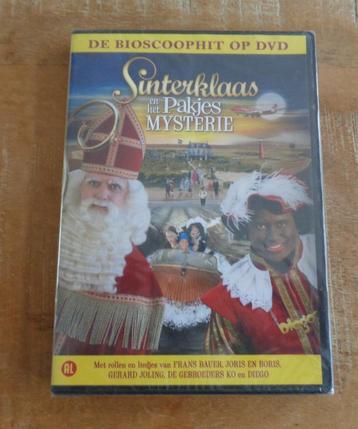 DE BIOSCOOPHIT OP DVD
Sinterklaas
en het Pakjes
MYSTERIE
Diego
AL
Met rollen en liedjes van FRANS BAUER, JORIS EN BORIS,
GERARD JOLING, DE GEBROEDERS KO en DIEGO